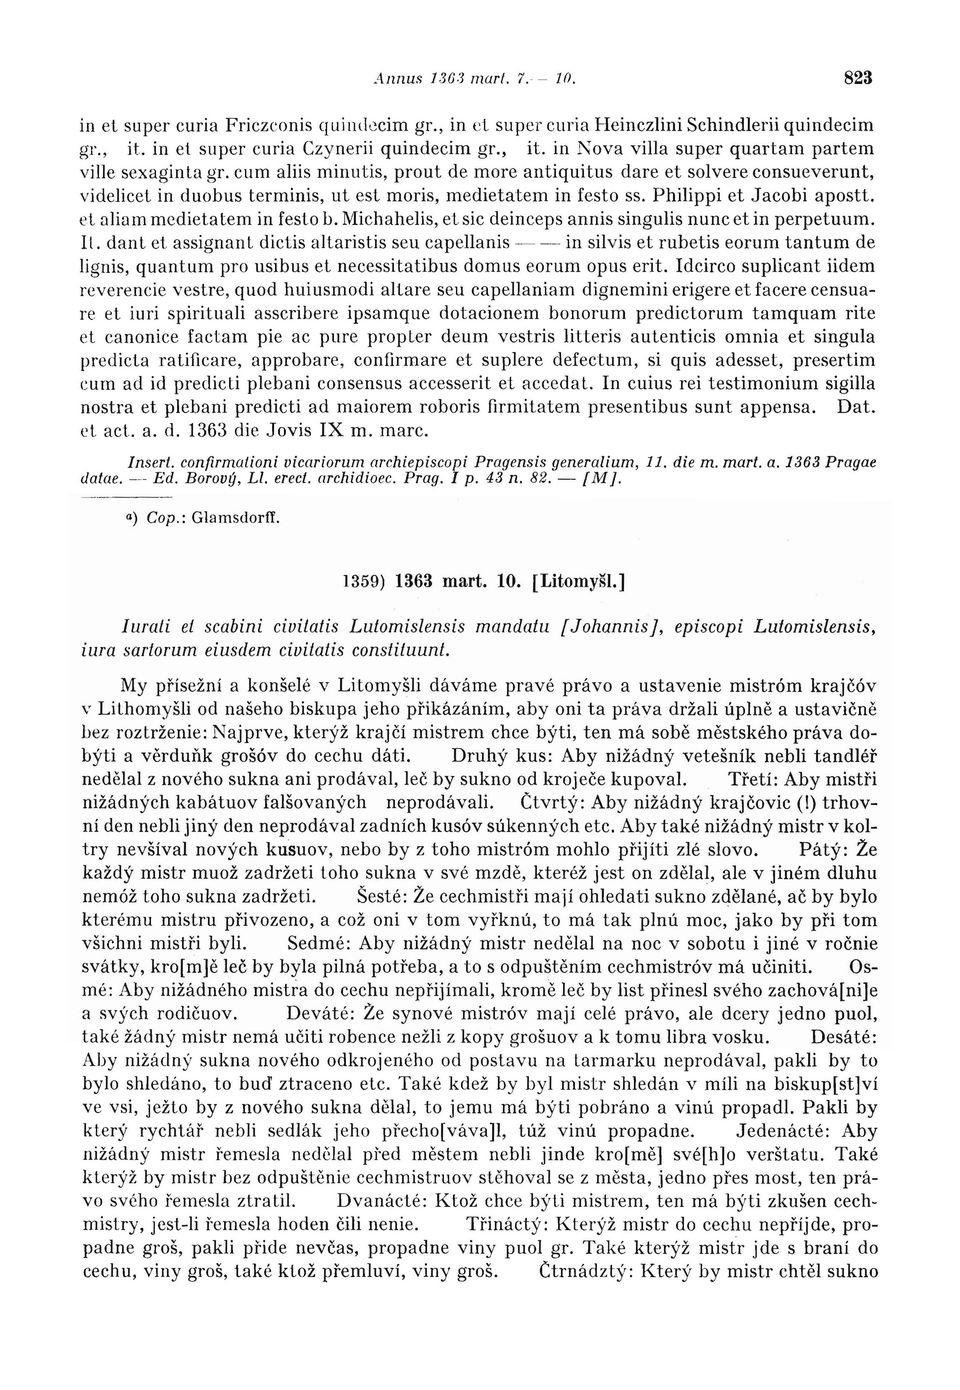 Annus 1363 mart. 7. — 10. 823
in et super curia Friczconis quindecim gr., in et super curia Heinczlini Schindlerii quindecim
gr., it. in et super curia Czynerii quindecim gr., it. in Nova villa super quartam partem
ville sexaginta gr. cum aliis minutis, prout de more antiquitus dare et solvere consueverunt,
videlicet in duobus terminis, ut est moris, medietatem in festo ss. Philippi et Jacobi apostt.
et aliam medietatem in festo b. Michahelis, et sic deinceps annis singulis nunc et in perpetuum.
It. dant et assignant dictis altaristis seu capellanis — — in silvis et rubetis eorum tantum de
lignis, quantum pro usibus et necessitatibus domus eorum opus erit. Idcirco suplicant iidem
reverencie vestre, quod huiusmodi altare seu capellaniam dignemini erigere et facere censua-
re et iuri spirituali asscribere ipsamque dotacionem bonorum predictorum tamquam rite
et canonice factam pie ac pure propter deum vestris litteris autenticis omnia et singula
predicta ratificare, approbare, confirmare et suplere defectum, si quis adesset, presertim
cum ad id predicti plebani consensus accesserit et accedat. In cuius rei testimonium sigilla
nostra et plebani predicti ad maiorem roboris firmitatem presentibus sunt appensa. Dat.
et act. a. d. 1363 die Jovis IX m. marc.
Insert. confirmationi vicariorum archiepiscopi Pragensis generalium, 11. die m. mart. a. 1363 Pragae
datae. — Ed. Borový, Ll. erect. archidioec. Prag. I p. 43 n. 82. — [M].
a) Cop.: Glamsdorff.
1359) 1363 mart. 10. [Litomyšl.]
Iurati et scabini civitatis Lutomislensis mandatu [Johannis], episcopi Lutomislensis,
iura sartorum eiusdem civitatis constituunt.
My přísežní a konšelé v Litomyšli dáváme pravé právo a ustavenie mistróm krajčóv
v Lithomyšli od našeho biskupa jeho přikázáním, aby oni ta práva držali úplně a ustavičně
bez roztrženie: Najprve, kterýž krajčí mistrem chce býti, ten má sobě městského práva do-
býti a věrduňk grošóv do cechu dáti. Druhý kus: Aby nižádný vetešník nebli tandléř
nedělal z nového sukna ani prodával, leč by sukno od kroječe kupoval. Třetí: Aby mistři
nižádných kabátuov falšovaných neprodávali. Čtvrtý: Aby nižádný krajčovic (!) trhov-
ní den nebli jiný den neprodával zadních kusóv súkenných etc. Aby také nižádný mistr v kol-
try nevšíval nových kusuov, nebo by z toho mistróm mohlo přijíti zlé slovo. Pátý: Že
každý mistr muož zadržeti toho sukna v své mzdě, kteréž jest on zdělal, ale v jiném dluhu
nemóž toho sukna zadržeti. Šesté: Že cechmistři mají ohledati sukno zdělané, ač by bylo
kterému mistru přivozeno, a což oni v tom vyřknú, to má tak plnú moc, jako by při tom
všichni mistři byli. Sedmé: Aby nižádný mistr nedělal na noc v sobotu i jiné v ročnie
svátky, kro[m]ě leč by byla pilná potřeba, a to s odpuštěním cechmistróv má učiniti. Os-
mé: Aby nižádného mistra do cechu nepřijímali, kromě leč by list přinesl svého zachová[ni]e
a svých rodičuov. Deváté: Že synové mistróv mají celé právo, ale dcery jedno puol,
také žádný mistr nemá učiti robence nežli z kopy grošuov a k tomu libra vosku. Desáté:
Aby nižádný sukna nového odkrojeného od postavu na tarmarku neprodával, pakli by to
bylo shledáno, to buď ztraceno etc. Také kdež by byl mistr shledán v míli na biskup[st]ví
ve vsi, ježto by z nového sukna dělal, to jemu má býti pobráno a vinú propadl. Pakli by
který rychtář nebli sedlák jeho přecho[váva]l, túž vinú propadne. Jedenácté: Aby
nižádný mistr řemesla nedělal před městem nebli jinde kro[mě] své[h]o verštatu. Také
kterýž by mistr bez odpuštěnie cechmistruov stěhoval se z města, jedno přes most, ten prá-
vo svého řemesla ztratil. Dvanácté: Ktož chce býti mistrem, ten má býti zkušen cech-
mistry, jest-li řemesla hoden čili nenie. Třináctý: Kterýž mistr do cechu nepříjde, pro-
padne groš, pakli přide nevčas, propadne viny puol gr. Také kterýž mistr jde s braní do
cechu, viny groš, také ktož přemluví, viny groš. Čtrnádztý: Který by mistr chtěl sukno